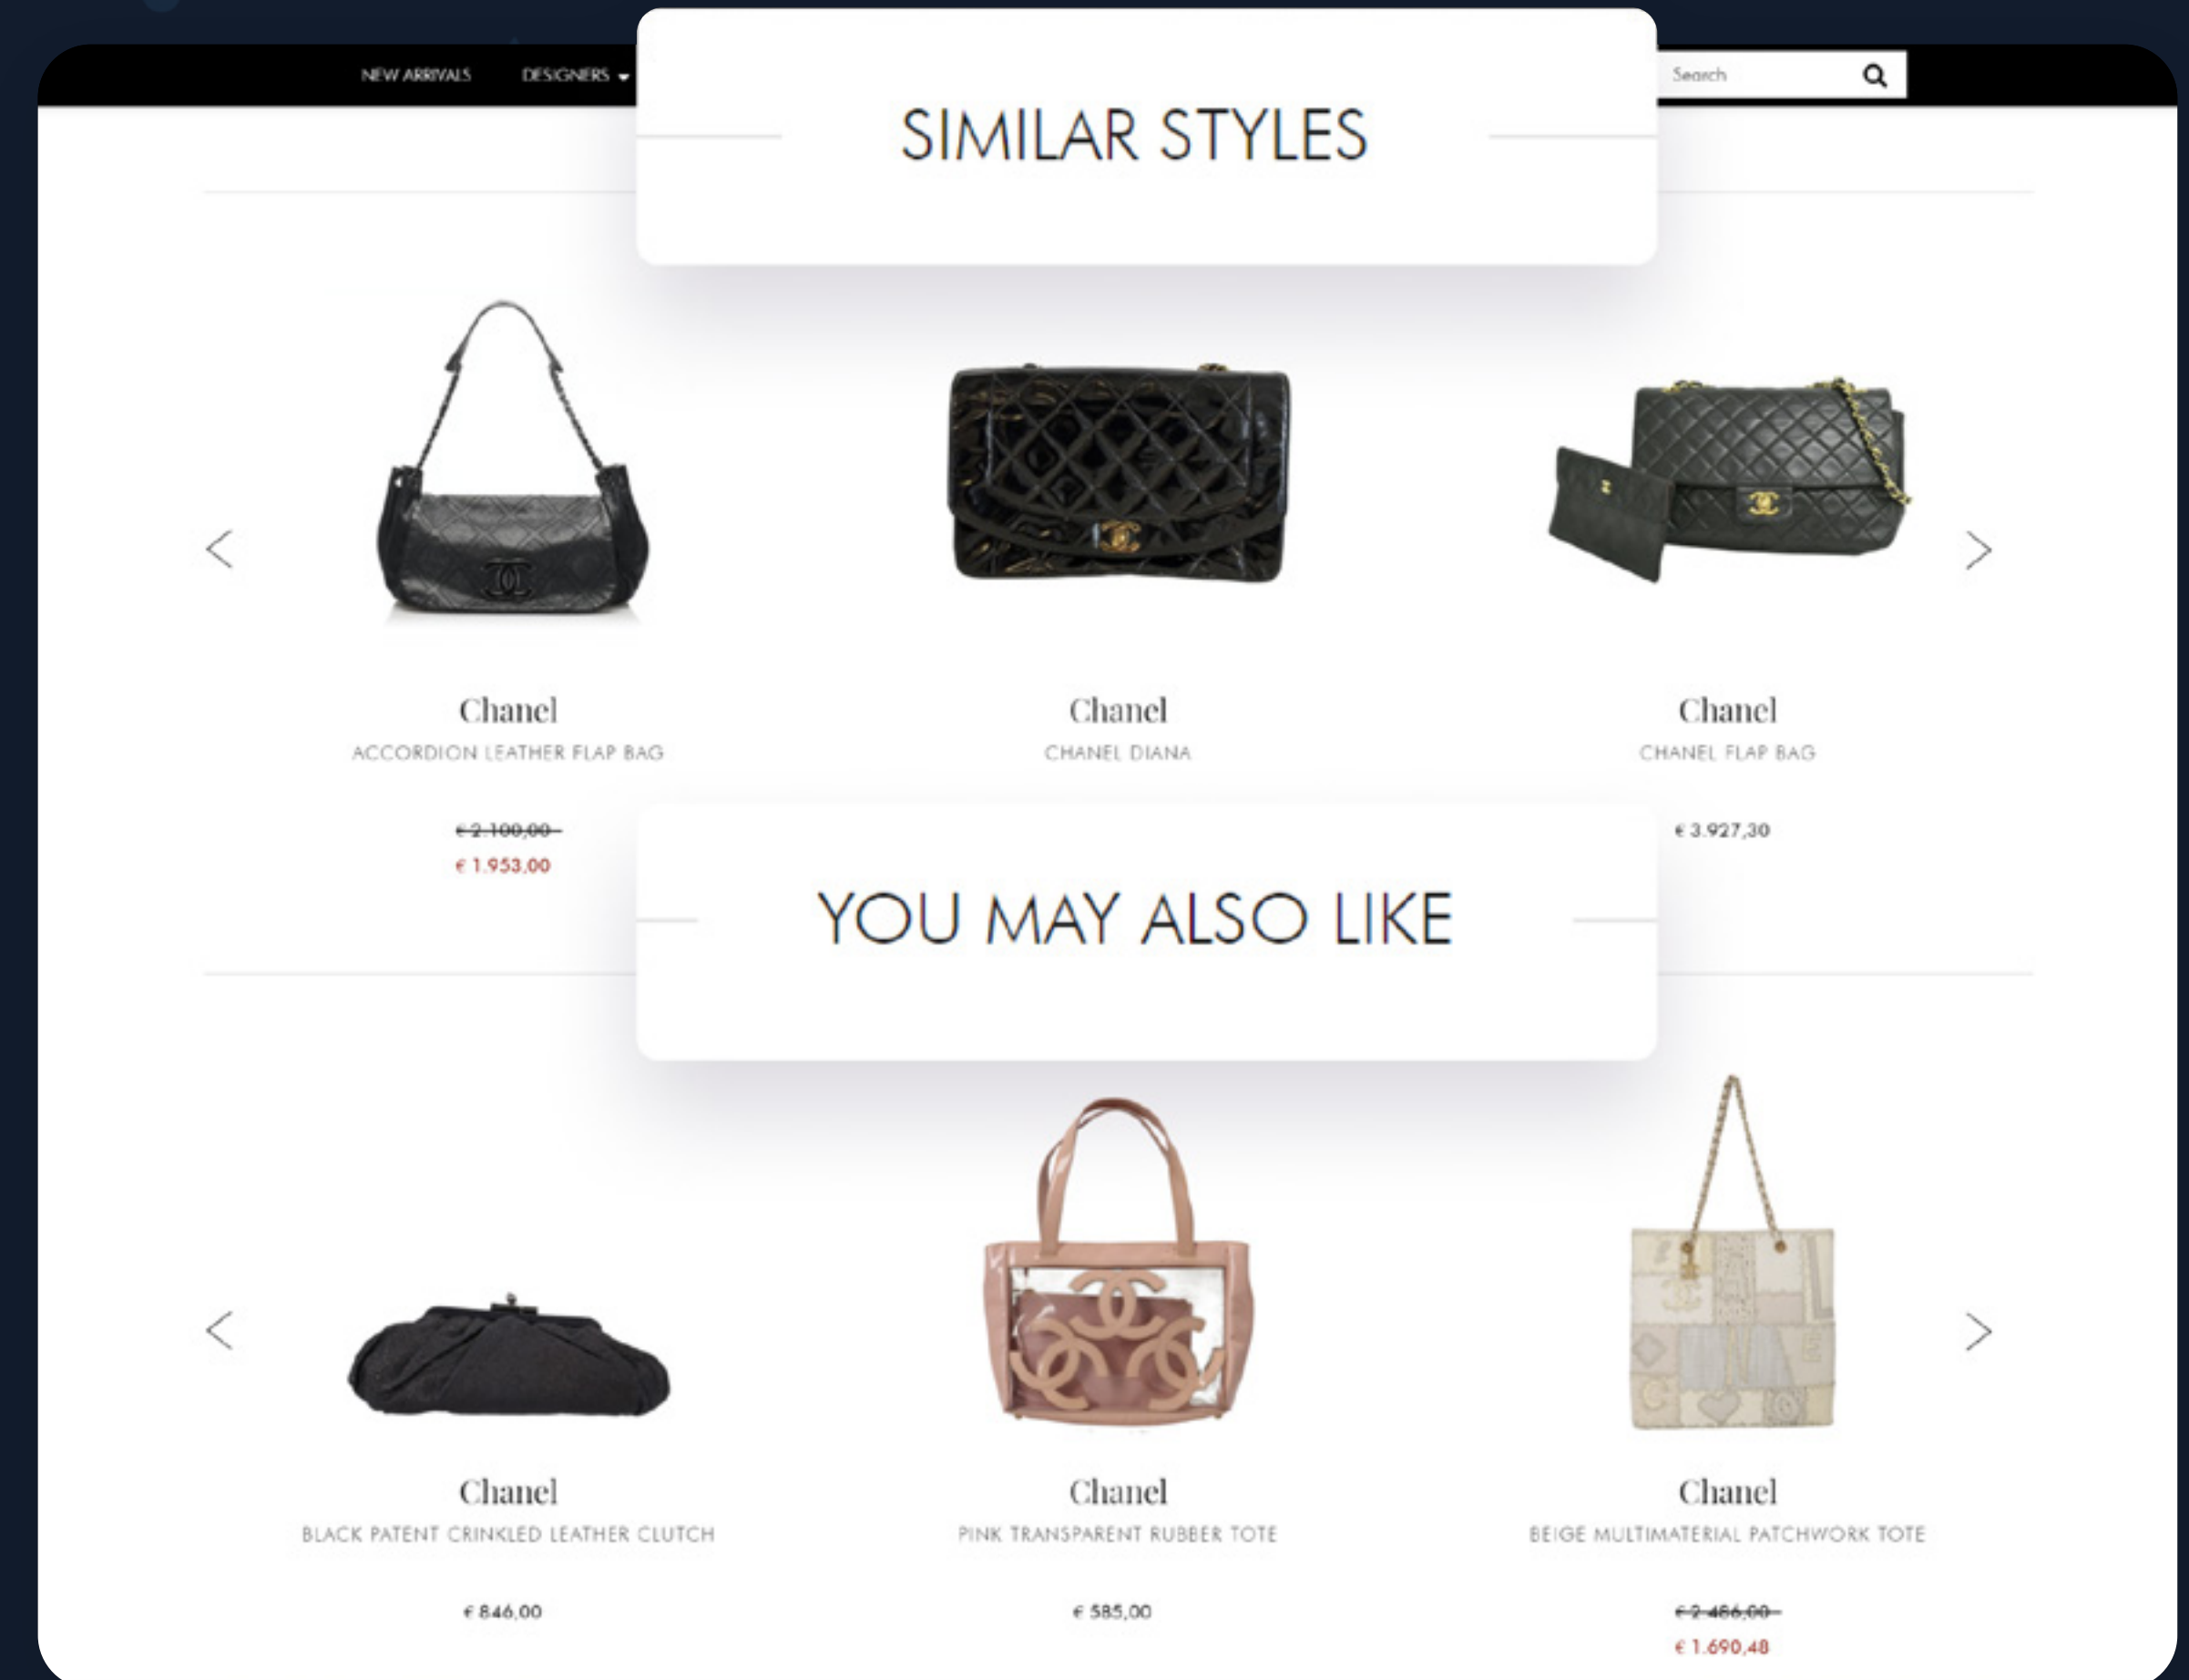 NEW ARRIVALS
DESIGNERS
Search
SIMILAR STYLES
Chanel
ACCORDION LEATHER FLAP BAG
€ 2.100,00
€ 1.953,00
Chanel
CHANEL DIANA
Chanel
CHANEL FLAP BAG
€ 3.927,30
YOU MAY ALSO LIKE
Chanel
BLACK PATENT CRINKLED LEATHER CLUTCH
€ 846,00
Chanel
PINK TRANSPARENT RUBBER TOTE
€ 585,00
Chanel
BEIGE MULTIMATERIAL PATCHWORK TOTE
€ 2.486,00
€ 1.690,48